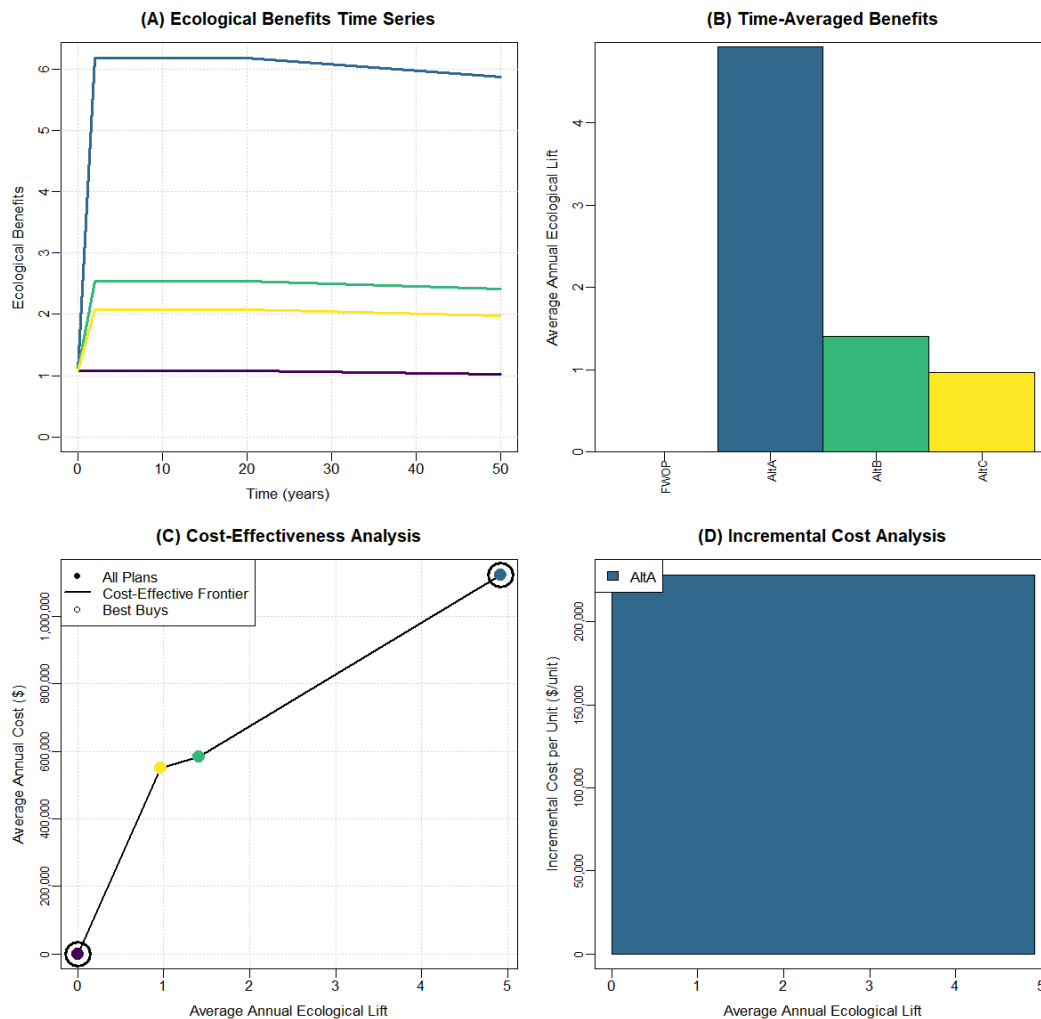 (A) Ecological Benefits Time Series
Ecological Benefits
6
5
4
3
2
1
0
0 10 20 30 40 50
Time (years)
(B) Time-Averaged Benefits
Average Annual Ecological Lift
4
3
2
1
0
FWOP AltA AltB AltC
(C) Cost-Effectiveness Analysis
All Plans
Cost-Effective Frontier
Best Buys
Average Annual Cost ($)
1,000,000
800,000
600,000
400,000
200,000
0
0 1 2 3 4 5
Average Annual Ecological Lift
(D) Incremental Cost Analysis
AltA
Incremental Cost per Unit ($/unit)
200,000
150,000
100,000
50,000
0
0 1 2 3 4 5
Average Annual Ecological Lift